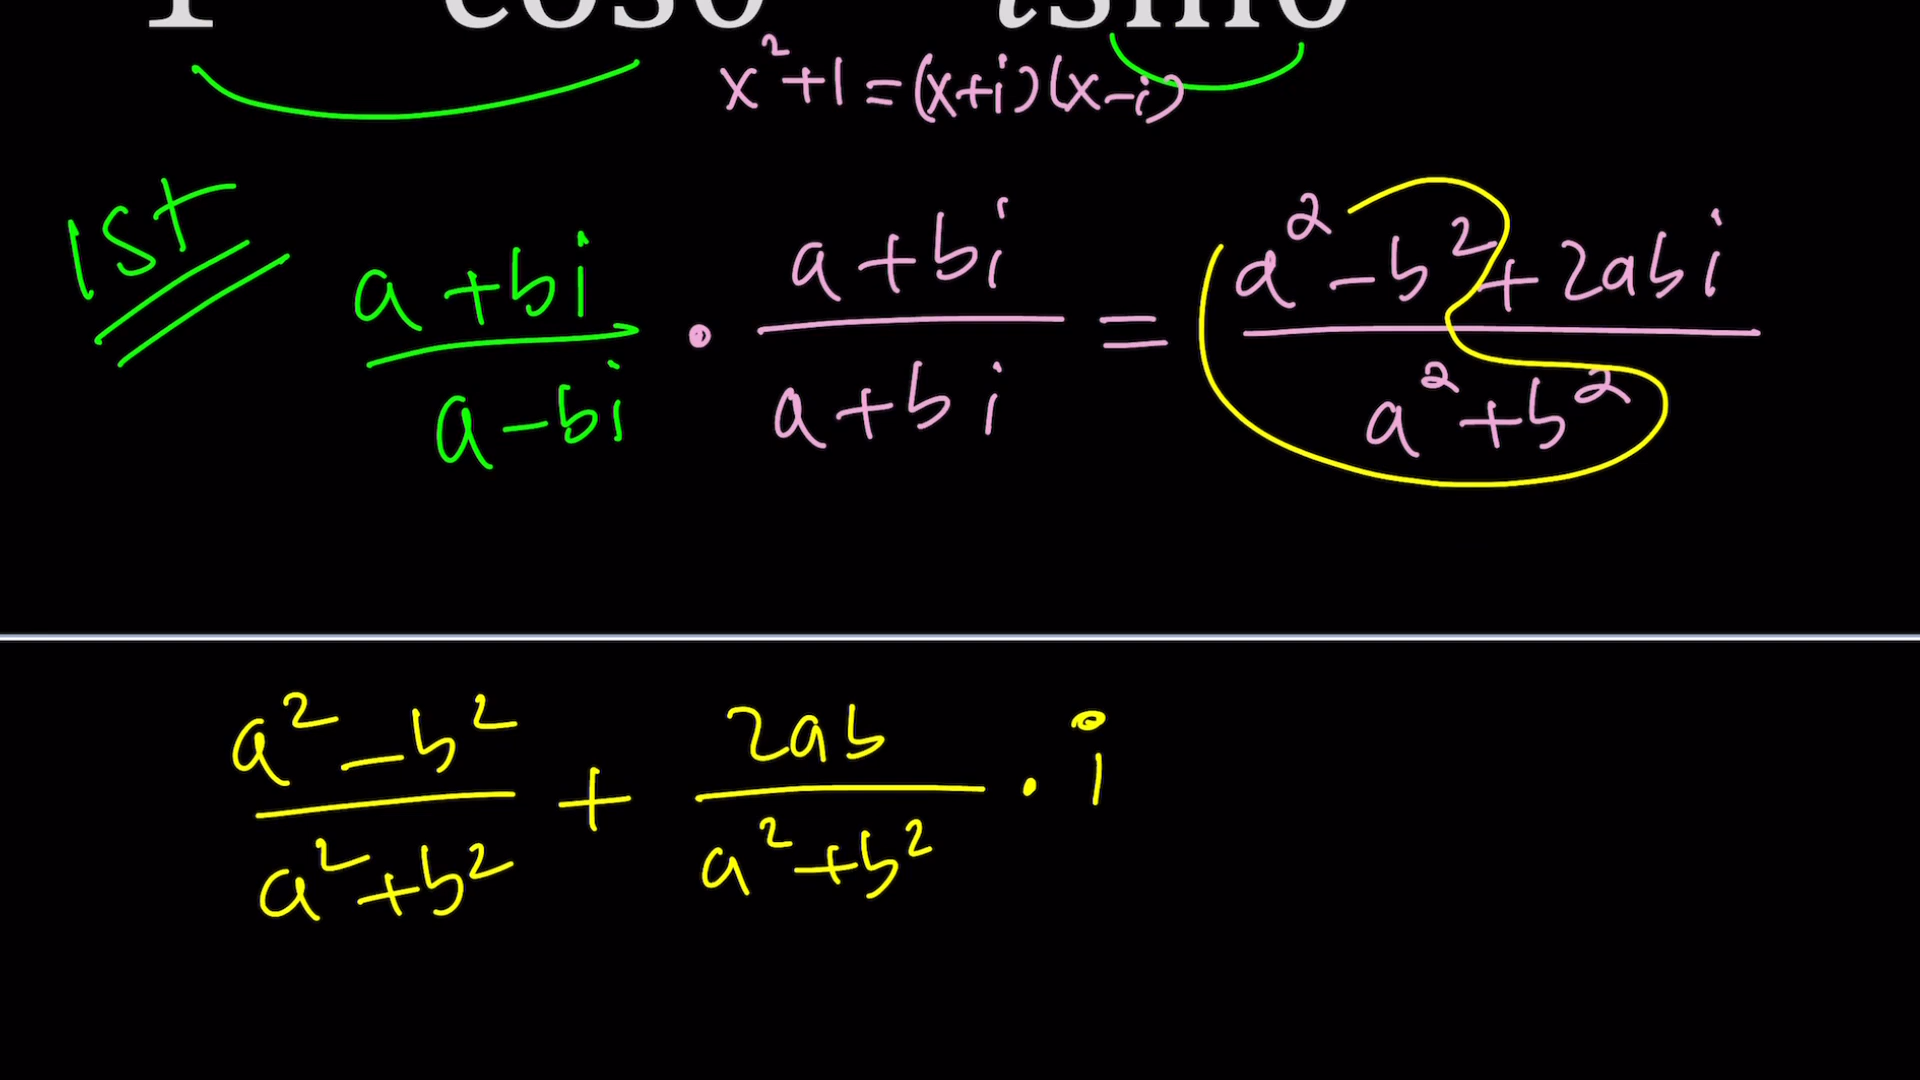 x²+1=(x+i)(x-i)
1st
a+bi / a-bi · a+bi / a+bi = a²-b²+2abi / a²+b²
a²-b² / a²+b² + 2ab / a²+b² · i